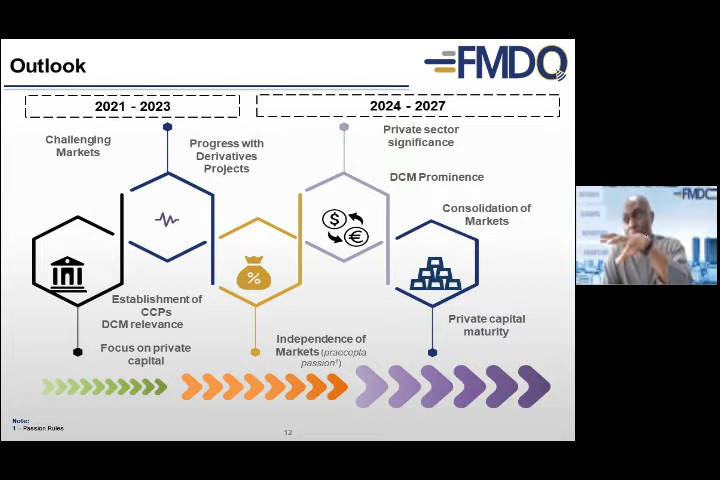 Outlook
FMDQ
2021 - 2023
2024 - 2027
Challenging
Markets
Progress with
Derivatives
Projects
Private sector
significance
DCM Prominence
Consolidation of
Markets
$
€
%
Establishment of
CCPs
DCM relevance
Focus on private
capital
Independence of
Markets (praecepta
passion¹)
Private capital
maturity
Note:
1 – Passion Rules
12
FMDQ